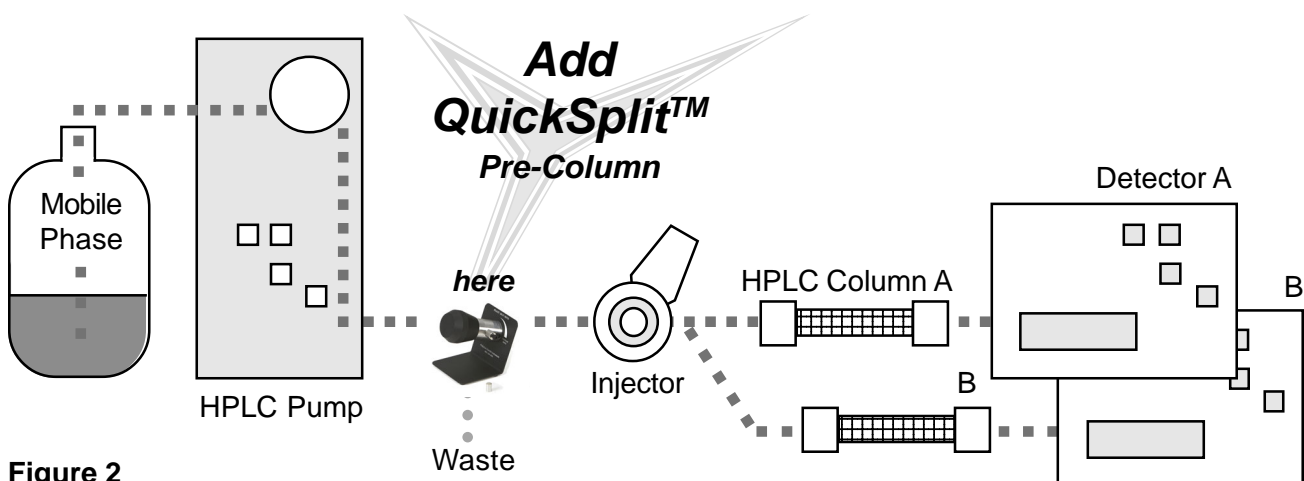 Add
QuickSplit™
Pre-Column
Mobile
Phase
here
Detector A
HPLC Column A
B
HPLC Pump
Injector
B
Waste
Figure 2